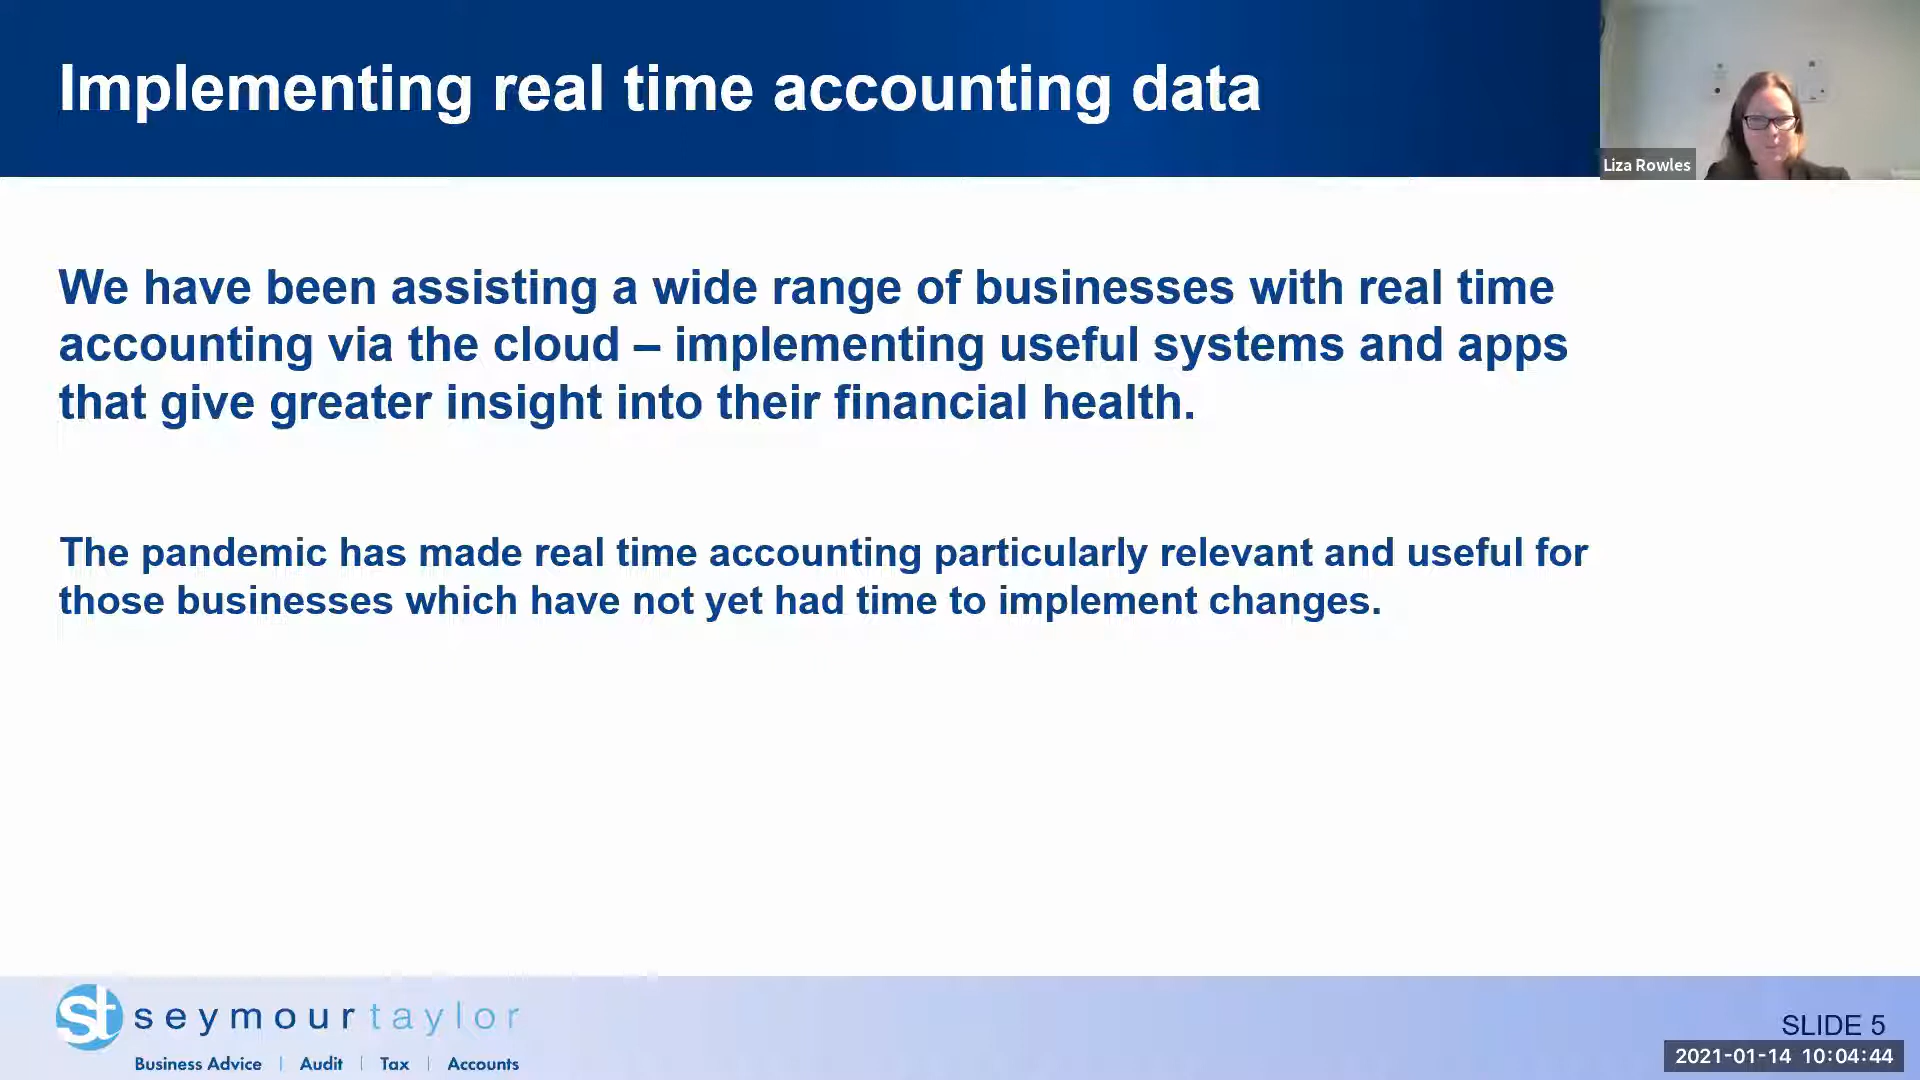 Implementing real time accounting data
Liza Rowles
We have been assisting a wide range of businesses with real time
accounting via the cloud – implementing useful systems and apps
that give greater insight into their financial health.
The pandemic has made real time accounting particularly relevant and useful for
those businesses which have not yet had time to implement changes.
st seymourtaylor
Business Advice | Audit | Tax | Accounts
SLIDE 5
2021-01-14 10:04:44